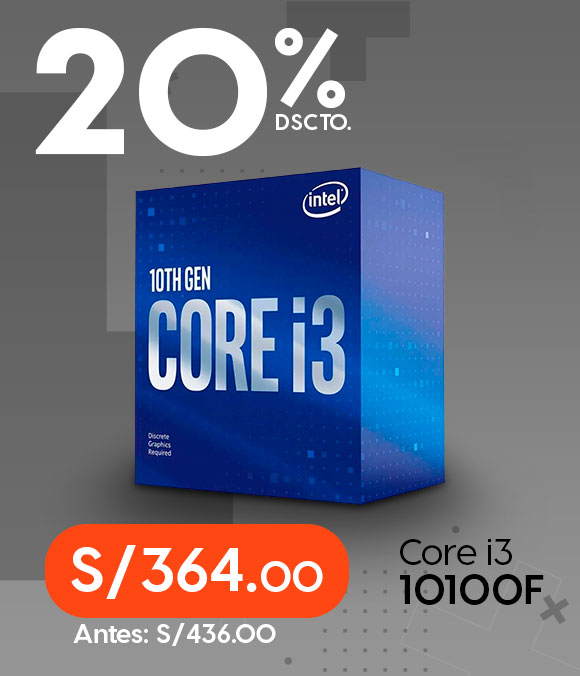 20%
DSCTO.
intel
10TH GEN
CORE i3
Discrete
Graphics
Required
S/364.00
Antes: S/436.00
Core i3
10100F